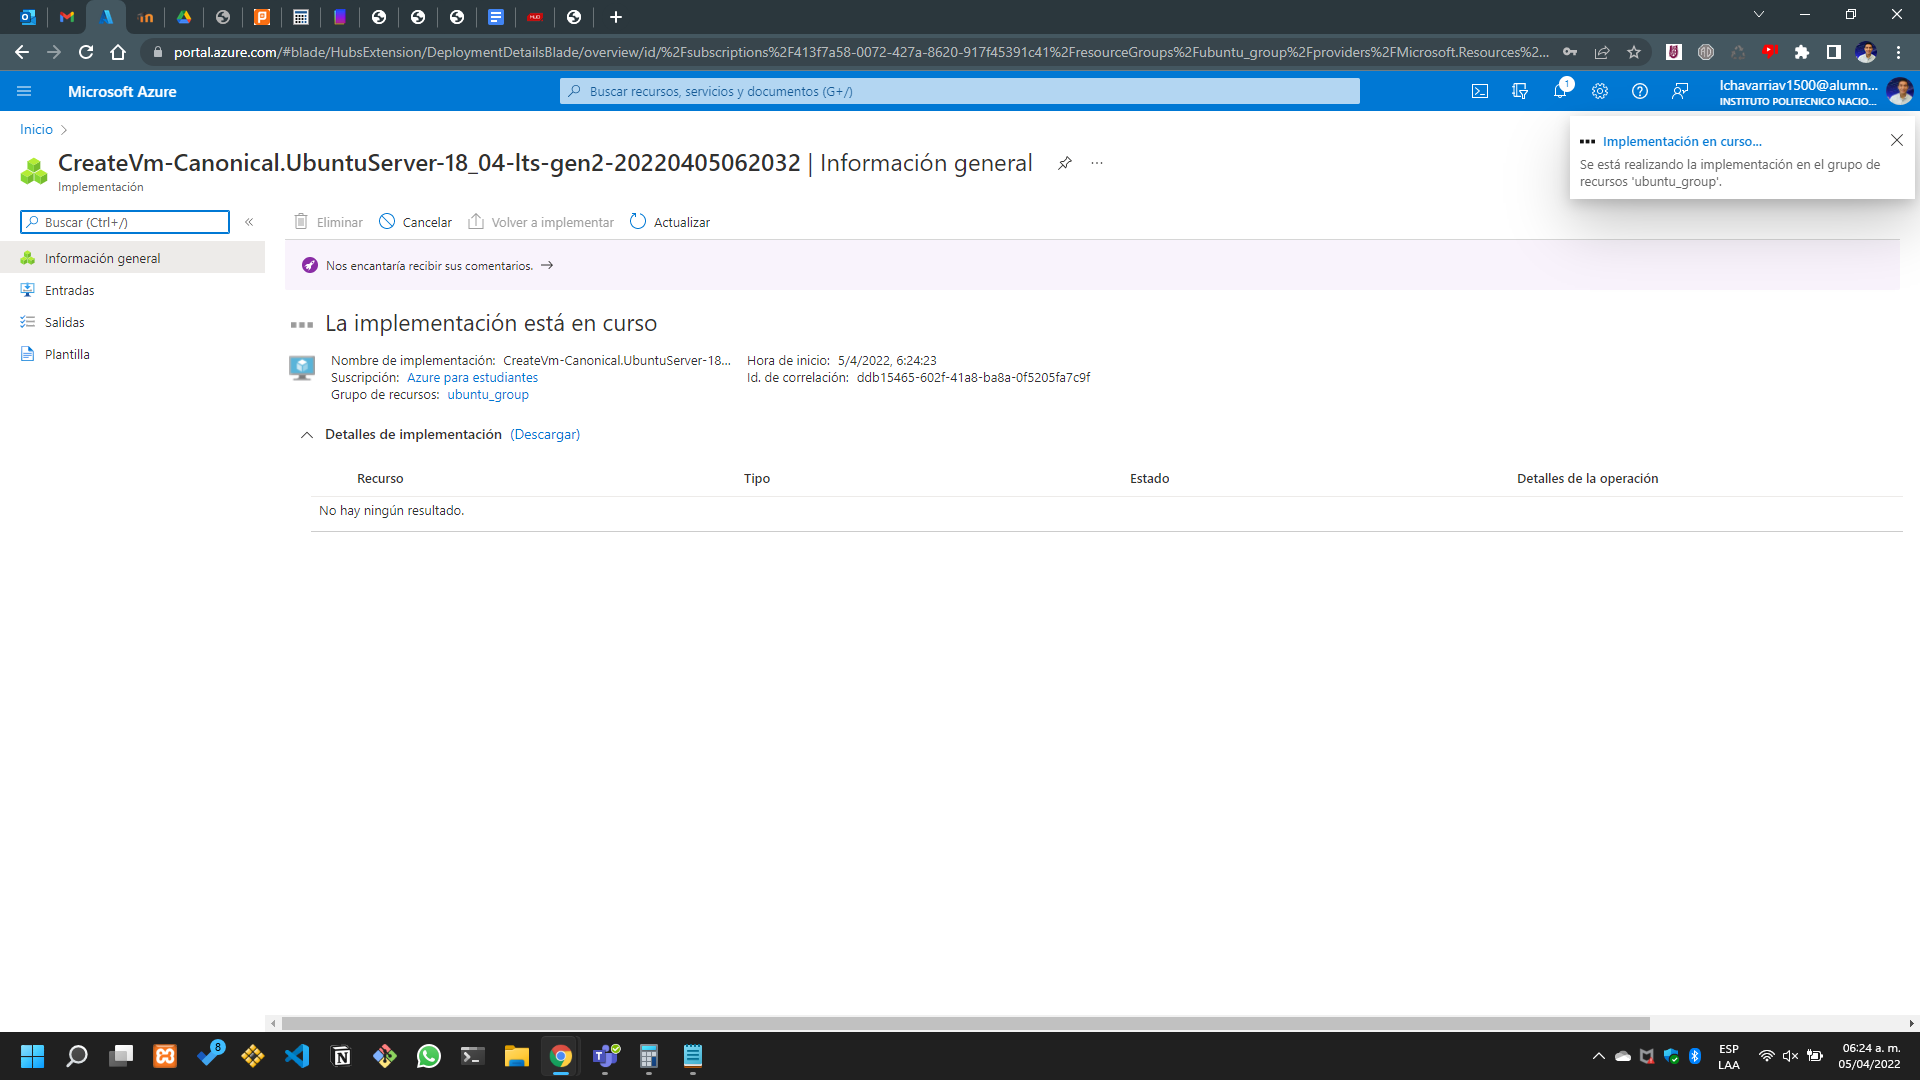 portal.azure.com/#blade/HubsExtension/DeploymentDetailsBlade/overview/id/%2Fsubscriptions%2F413f7a58-0072-427a-8620-917f45391c41%2FresourceGroups%2Fubuntu_group%2Fproviders%2FMicrosoft.Resources%2...
Microsoft Azure
Buscar recursos, servicios y documentos (G+/)
1
lchavarriav1500@alumn...
INSTITUTO POLITECNICO NACIO...
Inicio
Implementación en curso...
Se está realizando la implementación en el grupo de
recursos 'ubuntu_group'.
CreateVm-Canonical.UbuntuServer-18_04-lts-gen2-20220405062032 | Información general
Implementación
Buscar (Ctrl+/)
Eliminar
Cancelar
Volver a implementar
Actualizar
Información general
Entradas
Salidas
Plantilla
Nos encantaría recibir sus comentarios.
La implementación está en curso
Nombre de implementación: CreateVm-Canonical.UbuntuServer-18...
Hora de inicio: 5/4/2022, 6:24:23
Suscripción: Azure para estudiantes
Id. de correlación: ddb15465-602f-41a8-ba8a-0f5205fa7c9f
Grupo de recursos: ubuntu_group
Detalles de implementación (Descargar)
Recurso Tipo Estado Detalles de la operación
No hay ningún resultado.
8
ESP
LAA
06:24 a. m.
05/04/2022